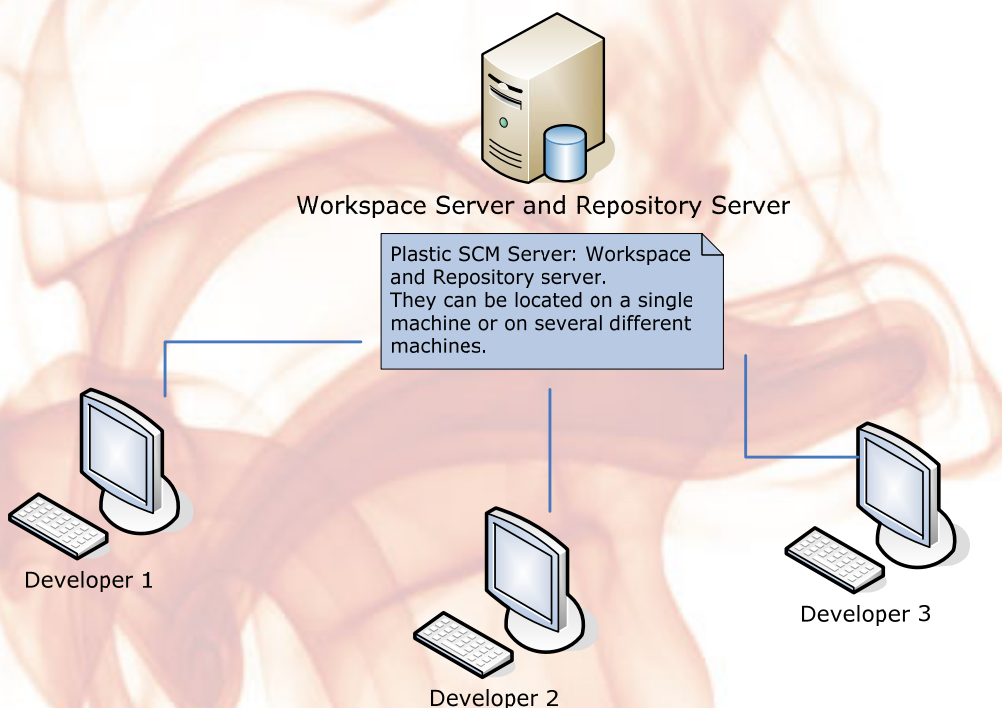 Workspace Server and Repository Server
Plastic SCM Server: Workspace
and Repository server.
They can be located on a single
machine or on several different
machines.
Developer 1
Developer 3
Developer 2